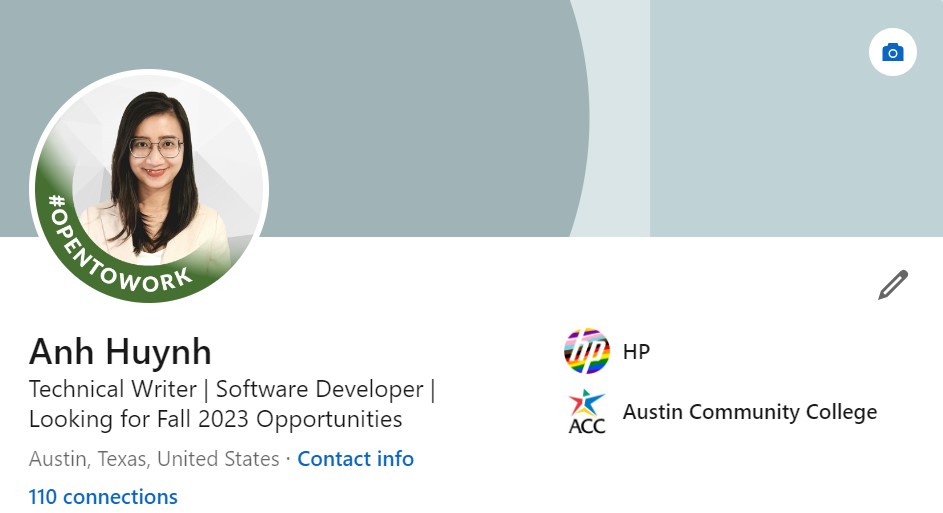 #OPENTOWORK
Anh Huynh
Technical Writer | Software Developer |
Looking for Fall 2023 Opportunities
Austin, Texas, United States · Contact info
110 connections
hp HP
ACC Austin Community College